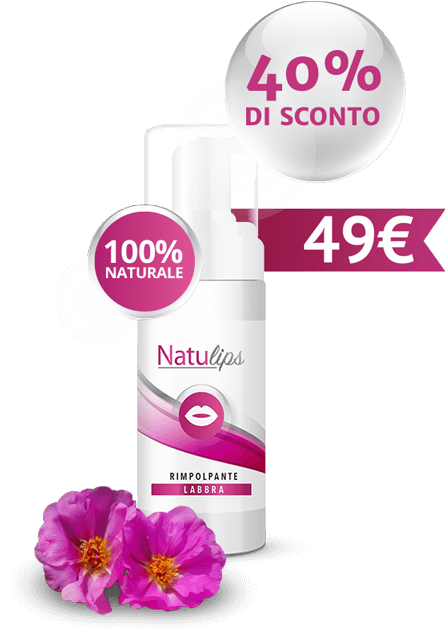 40%
DI SCONTO
49€
100%
NATURALE
Natulips
RIMPOLPANTE
LABBRA